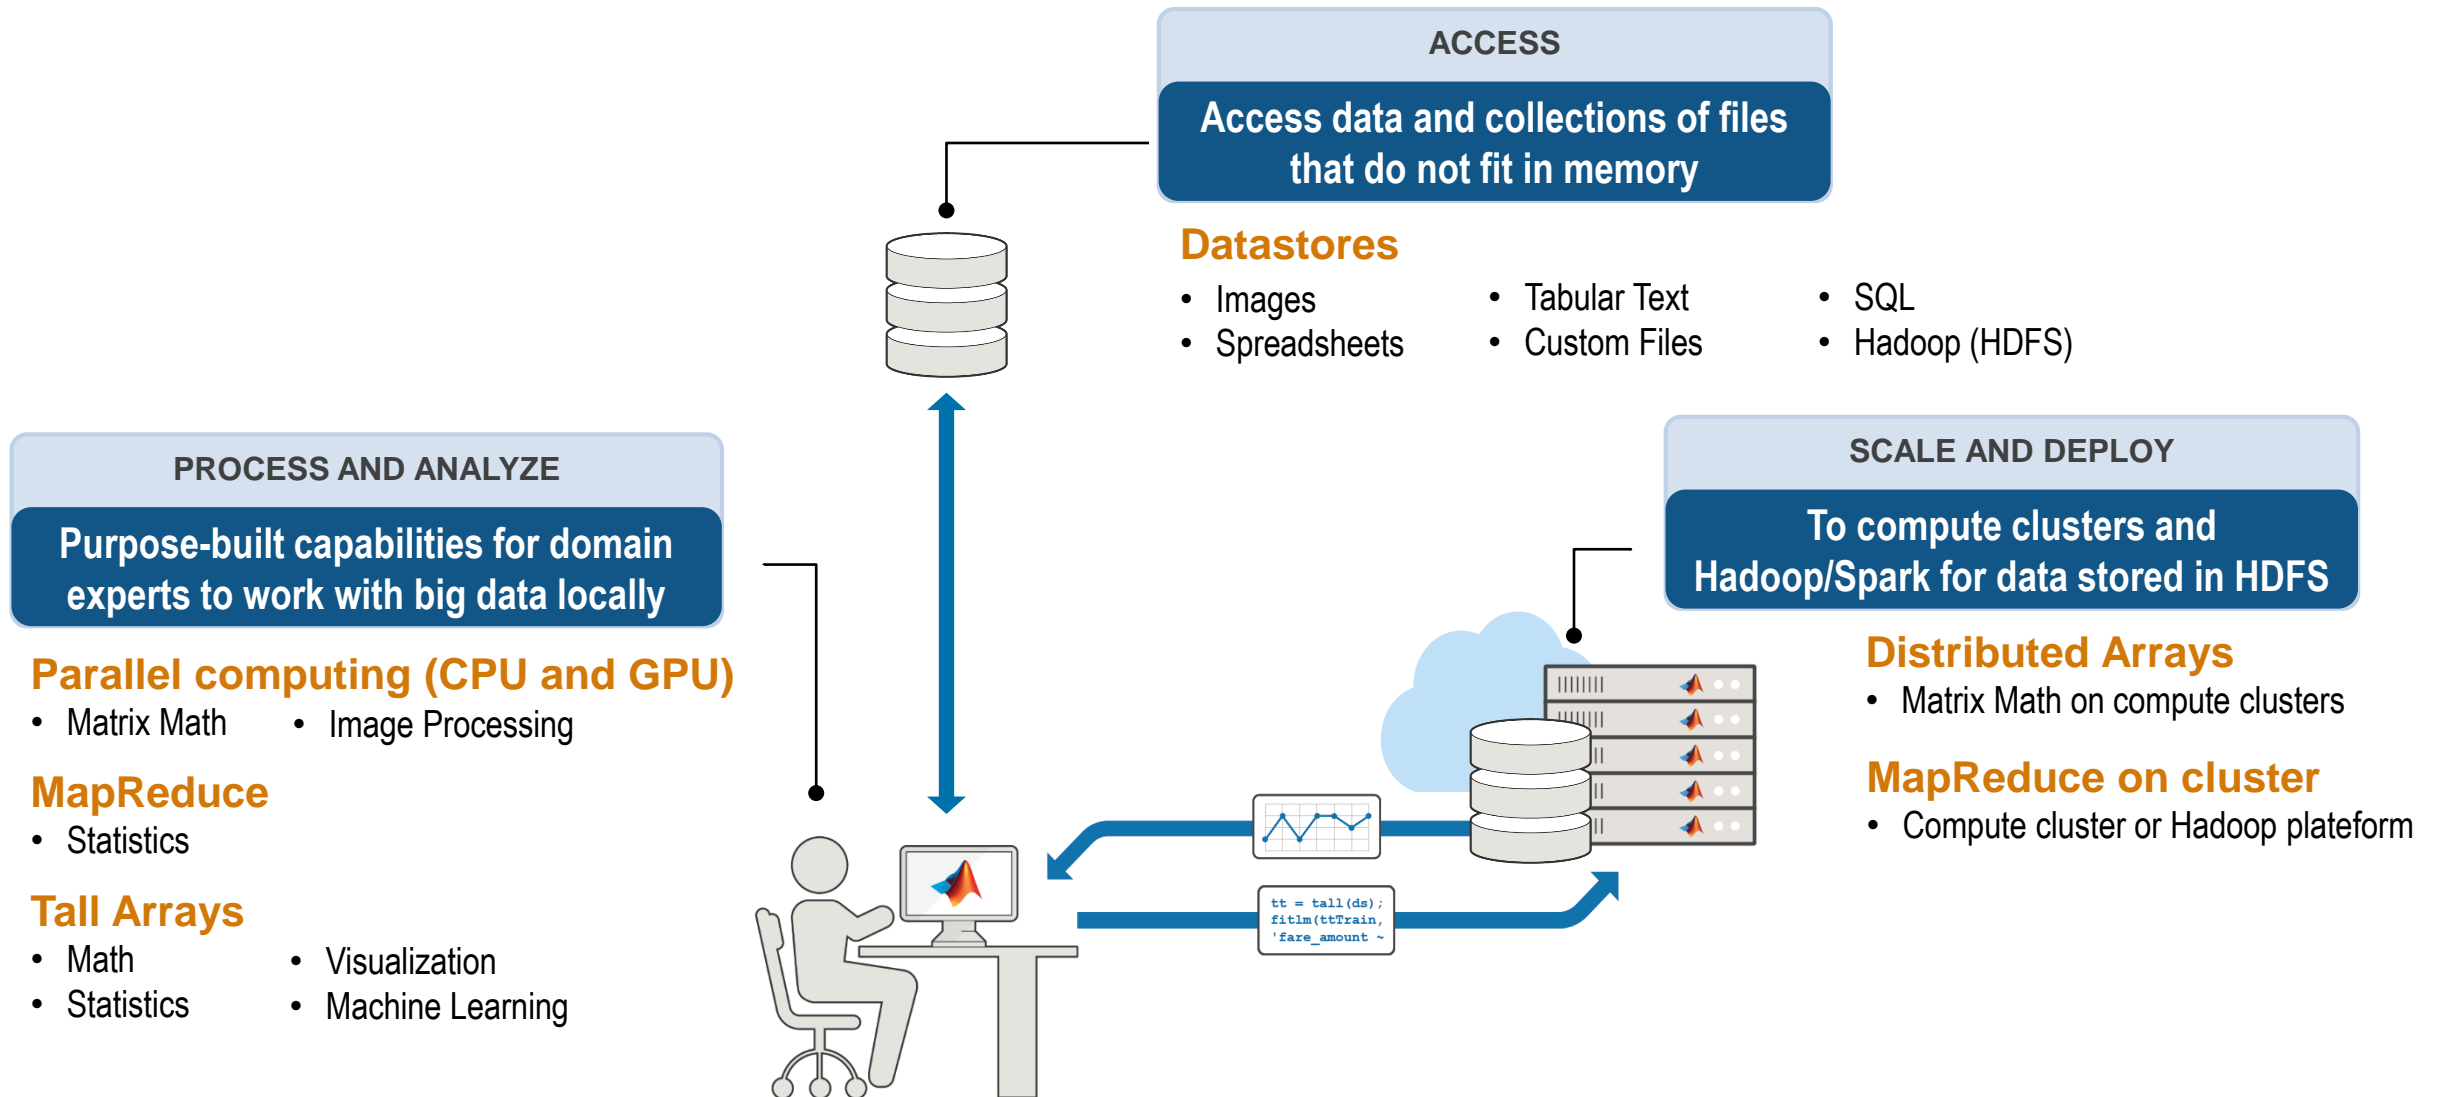 ACCESS
Access data and collections of files
that do not fit in memory
Datastores
• Images
• Spreadsheets
• Tabular Text
• Custom Files
• SQL
• Hadoop (HDFS)
PROCESS AND ANALYZE
Purpose-built capabilities for domain
experts to work with big data locally
Parallel computing (CPU and GPU)
• Matrix Math
• Image Processing
MapReduce
• Statistics
Tall Arrays
• Math
• Statistics
• Visualization
• Machine Learning
SCALE AND DEPLOY
To compute clusters and
Hadoop/Spark for data stored in HDFS
Distributed Arrays
• Matrix Math on compute clusters
MapReduce on cluster
• Compute cluster or Hadoop plateform
tt = tall(ds);
fitlm(ttTrain,
'fare_amount ~